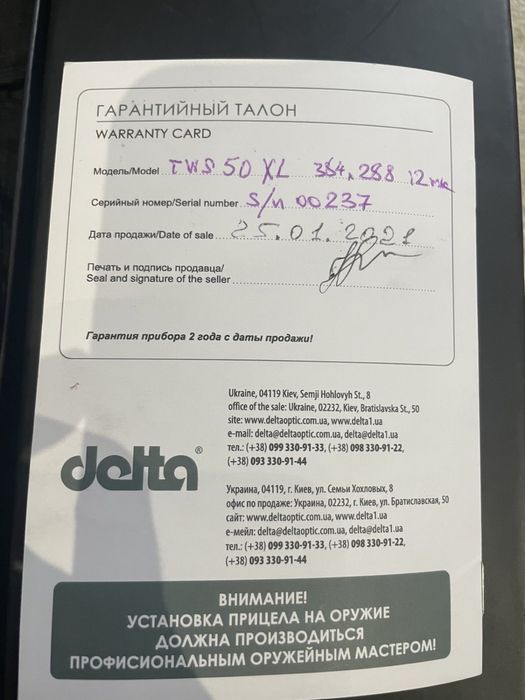 ГАРАНТИЙНЫЙ ТАЛОН
WARRANTY CARD
Модель/Model TWS 50 XL 384.288 12мк
Серийный номер/Serial number S/n 00237
Дата продажи/Date of sale 25.01.2021
Печать и подпись продавца/
Seal and signature of the seller
Гарантия прибора 2 года с даты продажи!
delta®
Ukraine, 04119 Kiev, Semji Hohlovyh St., 8
office of the sale: Ukraine, 02232, Kiev, Bratislavska St., 50
site: www.deltaoptic.com.ua, www.delta1.ua
e-mail: delta@deltaoptic.com.ua, delta@delta1.ua
тел.: (+38) 099 330-91-33, (+38) 098 330-91-22,
(+38) 093 330-91-44
Украина, 04119, г. Киев, ул. Семьи Хохловых, 8
офис по продаже: Украина, 02232, г. Киев, ул. Братиславская, 50
сайт: www.deltaoptic.com.ua, www.delta1.ua
е-мейл: delta@deltaoptic.com.ua, delta@delta1.ua
тел.: (+38) 099 330-91-33, (+38) 098 330-91-22,
(+38) 093 330-91-44
ВНИМАНИЕ!
УСТАНОВКА ПРИЦЕЛА НА ОРУЖИЕ
ДОЛЖНА ПРОИЗВОДИТЬСЯ
ПРОФИСИОНАЛЬНЫМ ОРУЖЕЙНЫМ МАСТЕРОМ!